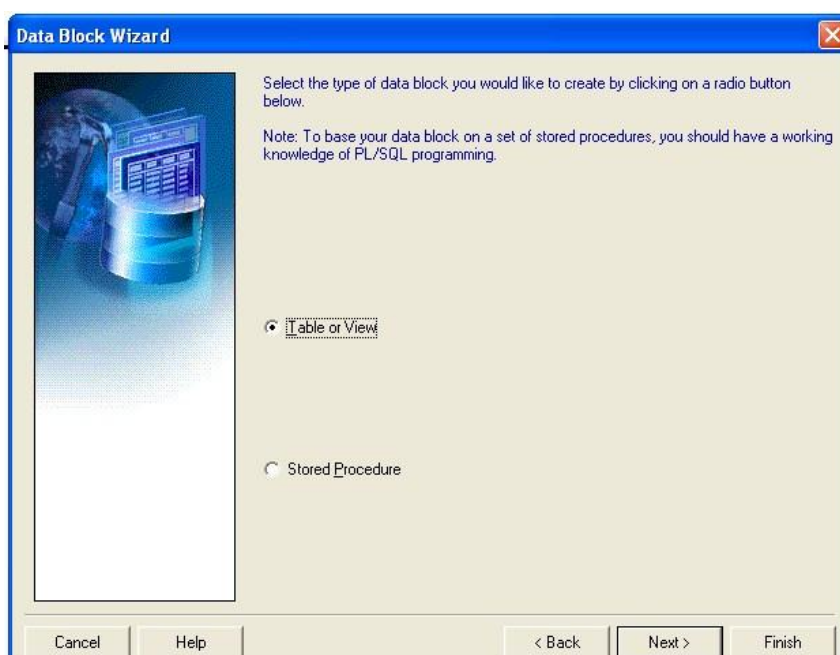 Data Block Wizard
Select the type of data block you would like to create by clicking on a radio button
below.
Note: To base your data block on a set of stored procedures, you should have a working
knowledge of PL/SQL programming.
Table or View
Stored Procedure
Cancel
Help
< Back
Next >
Finish